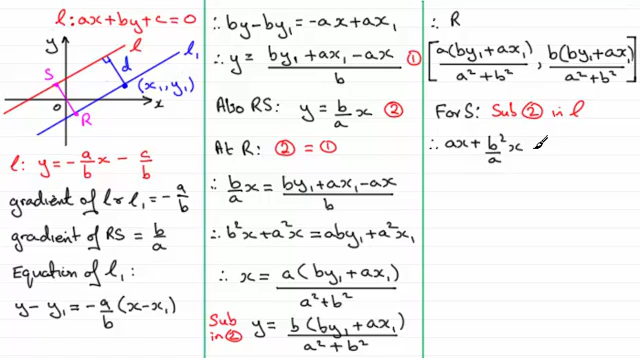 l: ax+by+c=0
y
l
l₁
S
d
(x₁,y₁)
O
x
R
l: y = -a/b x - c/b
gradient of l or l₁ = -a/b
gradient of RS = b/a
Equation of l₁:
y - y₁ = -a/b (x-x₁)
∴ by-by₁ = -ax+ax₁
∴ y = (by₁+ax₁-ax)/b ①
Also RS: y = b/a x ②
At R: ② = ①
∴ b/a x = (by₁+ax₁-ax)/b
∴ b²x+a²x = aby₁+a²x₁
∴ x = a(by₁+ax₁)/(a²+b²)
Sub in ② y = b(by₁+ax₁)/(a²+b²)
∴ R
[a(by₁+ax₁)/(a²+b²), b(by₁+ax₁)/(a²+b²)]
For S: Sub ② in l
∴ ax + b²/a x